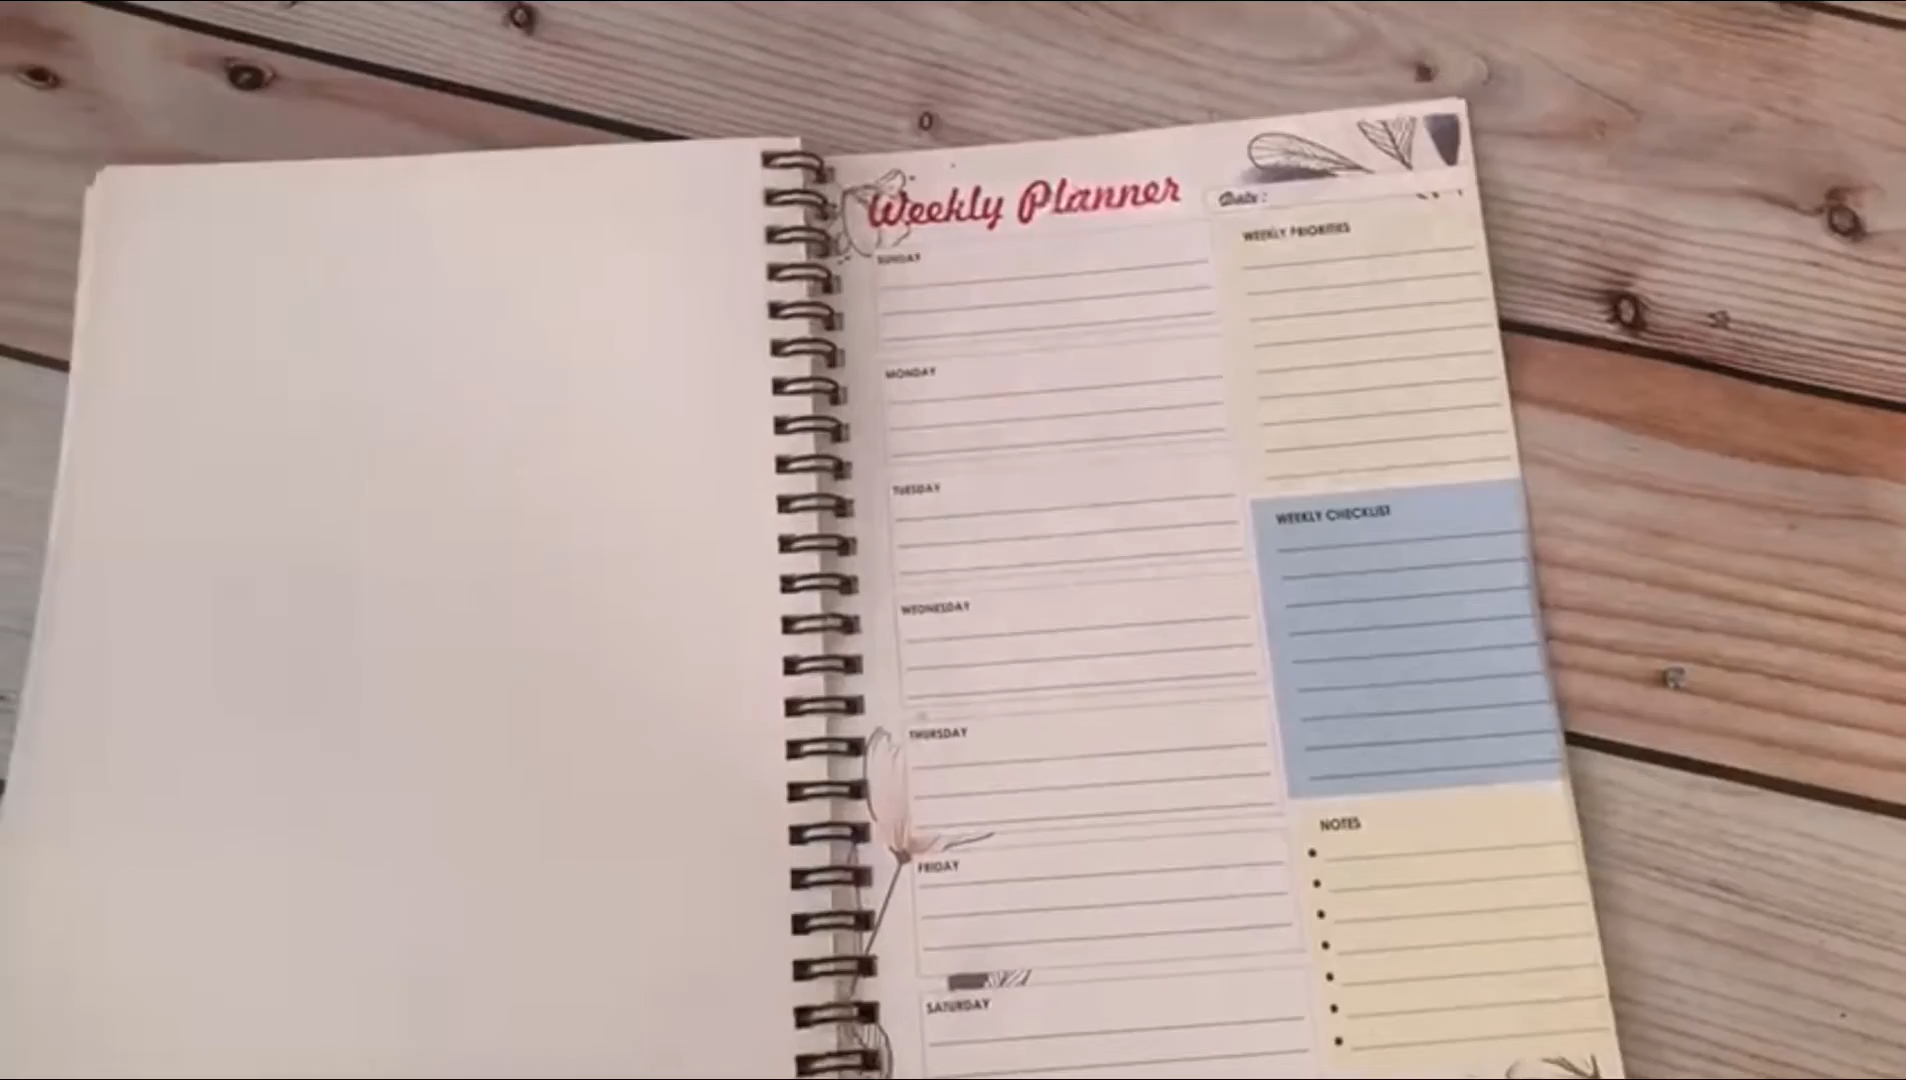 Weekly Planner
Date:
SUNDAY
MONDAY
TUESDAY
WEDNESDAY
THURSDAY
FRIDAY
SATURDAY
WEEKLY PRIORITIES
WEEKLY CHECKLIST
NOTES